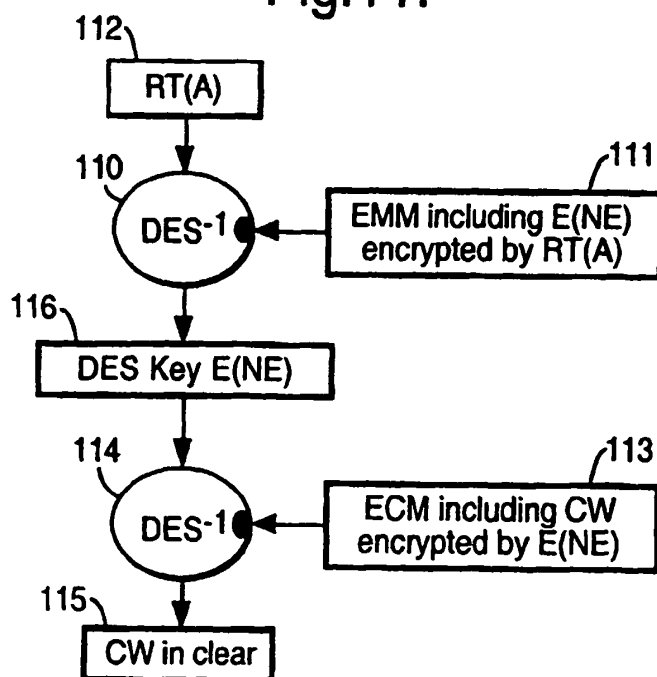 112
RT(A)
110
111
DES-1
EMM including E(NE)
encrypted by RT(A)
116
DES Key E(NE)
114
113
DES-1
ECM including CW
encrypted by E(NE)
115
CW in clear